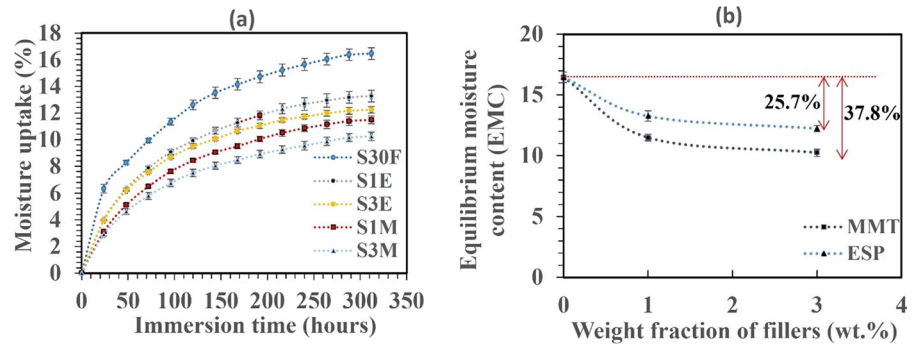 (a)
Moisture uptake (%)
18
16
14
12
10
8
6
4
2
0
S30F
S1E
S3E
S1M
S3M
0 50 100 150 200 250 300 350
Immersion time (hours)
(b)
Equilibrium moisture
content (EMC)
20
15
10
5
0
25.7%
37.8%
MMT
ESP
0 1 2 3 4
Weight fraction of fillers (wt.%)